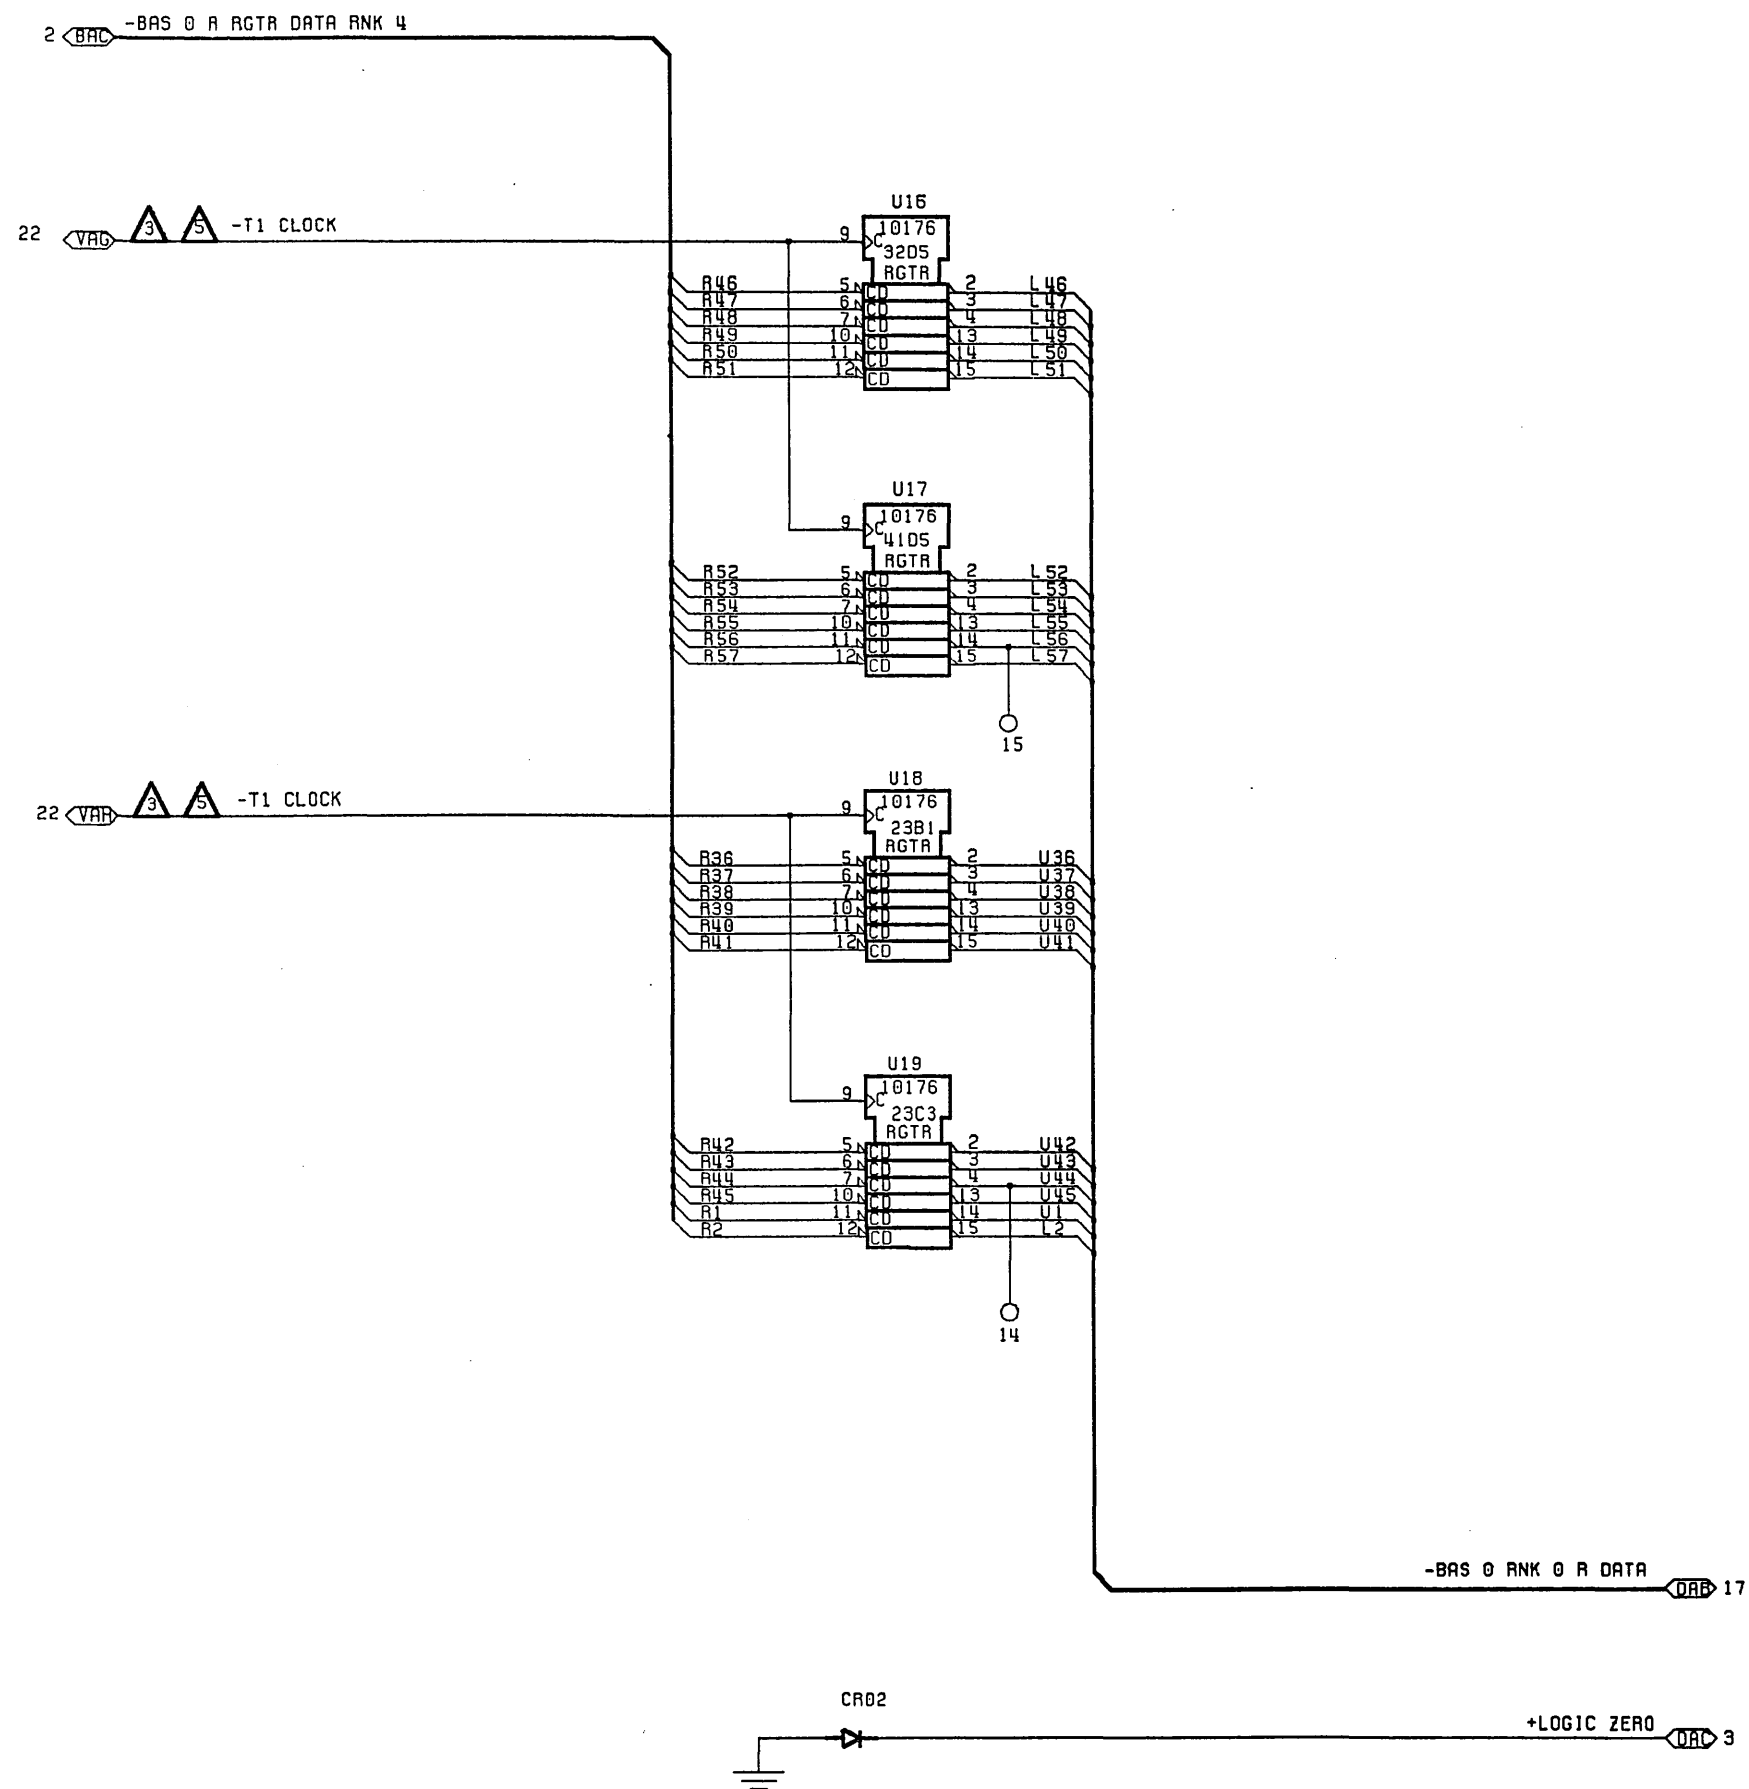 -BAS 0 R RGTR DATA RNK 4
2 BAC
22 VAG 3 5 -T1 CLOCK
U16
9 C 10176
32D5
RGTR
R46 5 CD 2 L46
R47 6 CD 3 L47
R48 7 CD 4 L48
R49 10 CD 13 L49
R50 11 CD 14 L50
R51 12 CD 15 L51
U17
9 C 10176
41D5
RGTR
R52 5 CD 2 L52
R53 6 CD 3 L53
R54 7 CD 4 L54
R55 10 CD 13 L55
R56 11 CD 14 L56
R57 12 CD 15 L57
15
22 VAH 3 5 -T1 CLOCK
U18
9 C 10176
23B1
RGTR
R36 5 CD 2 U36
R37 6 CD 3 U37
R38 7 CD 4 U38
R39 10 CD 13 U39
R40 11 CD 14 U40
R41 12 CD 15 U41
U19
9 C 10176
23C3
RGTR
R42 5 CD 2 U42
R43 6 CD 3 U43
R44 7 CD 4 U44
R45 10 CD 13 U45
R1 11 CD 14 U1
R2 12 CD 15 L2
14
-BAS 0 RNK 0 R DATA
DAB 17
CR02
+LOGIC ZERO DAC 3